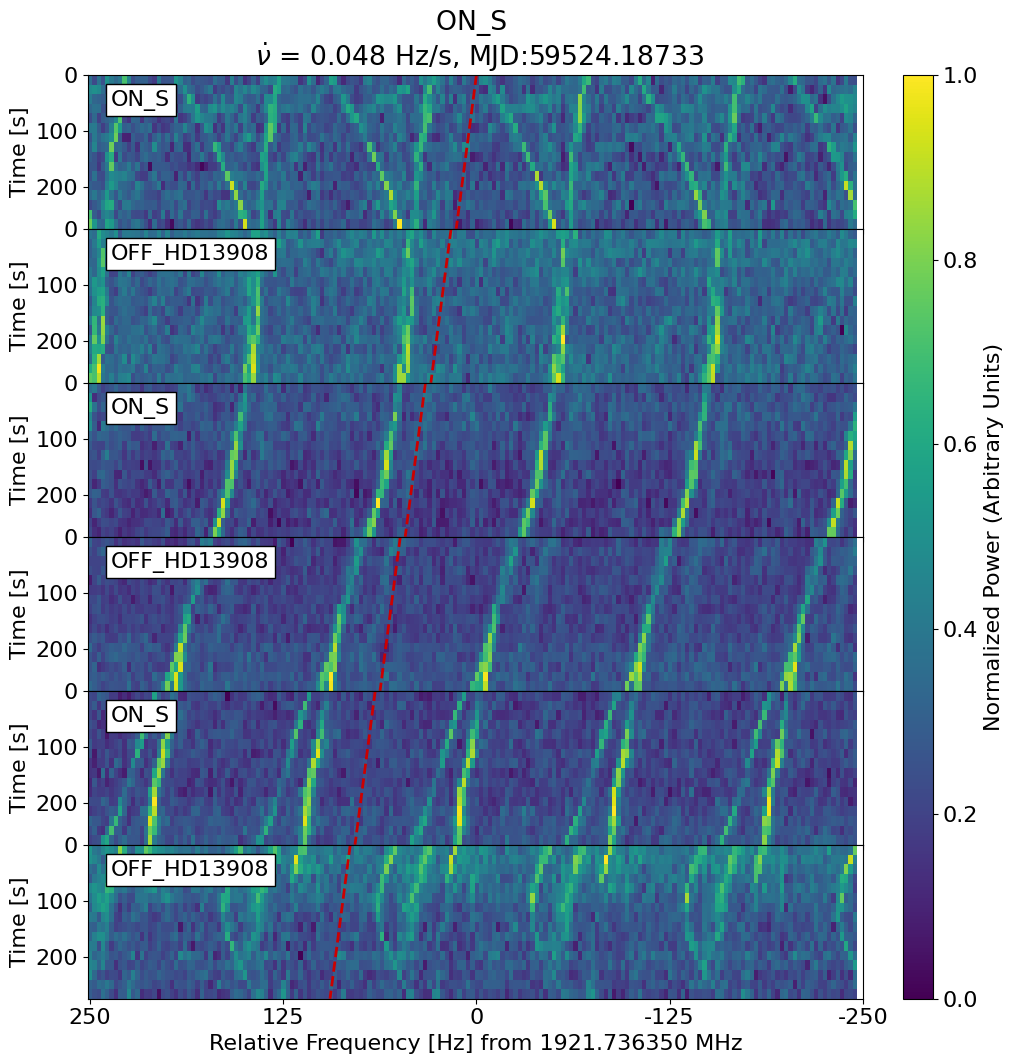 ON_S
ν̇ = 0.048 Hz/s, MJD:59524.18733
0
100
200
Time [s]
ON_S
0
100
200
Time [s]
OFF_HD13908
0
100
200
Time [s]
ON_S
0
100
200
Time [s]
OFF_HD13908
0
100
200
Time [s]
ON_S
0
100
200
Time [s]
OFF_HD13908
250 125 0 -125 -250
Relative Frequency [Hz] from 1921.736350 MHz
1.0
0.8
0.6
0.4
0.2
0.0
Normalized Power (Arbitrary Units)